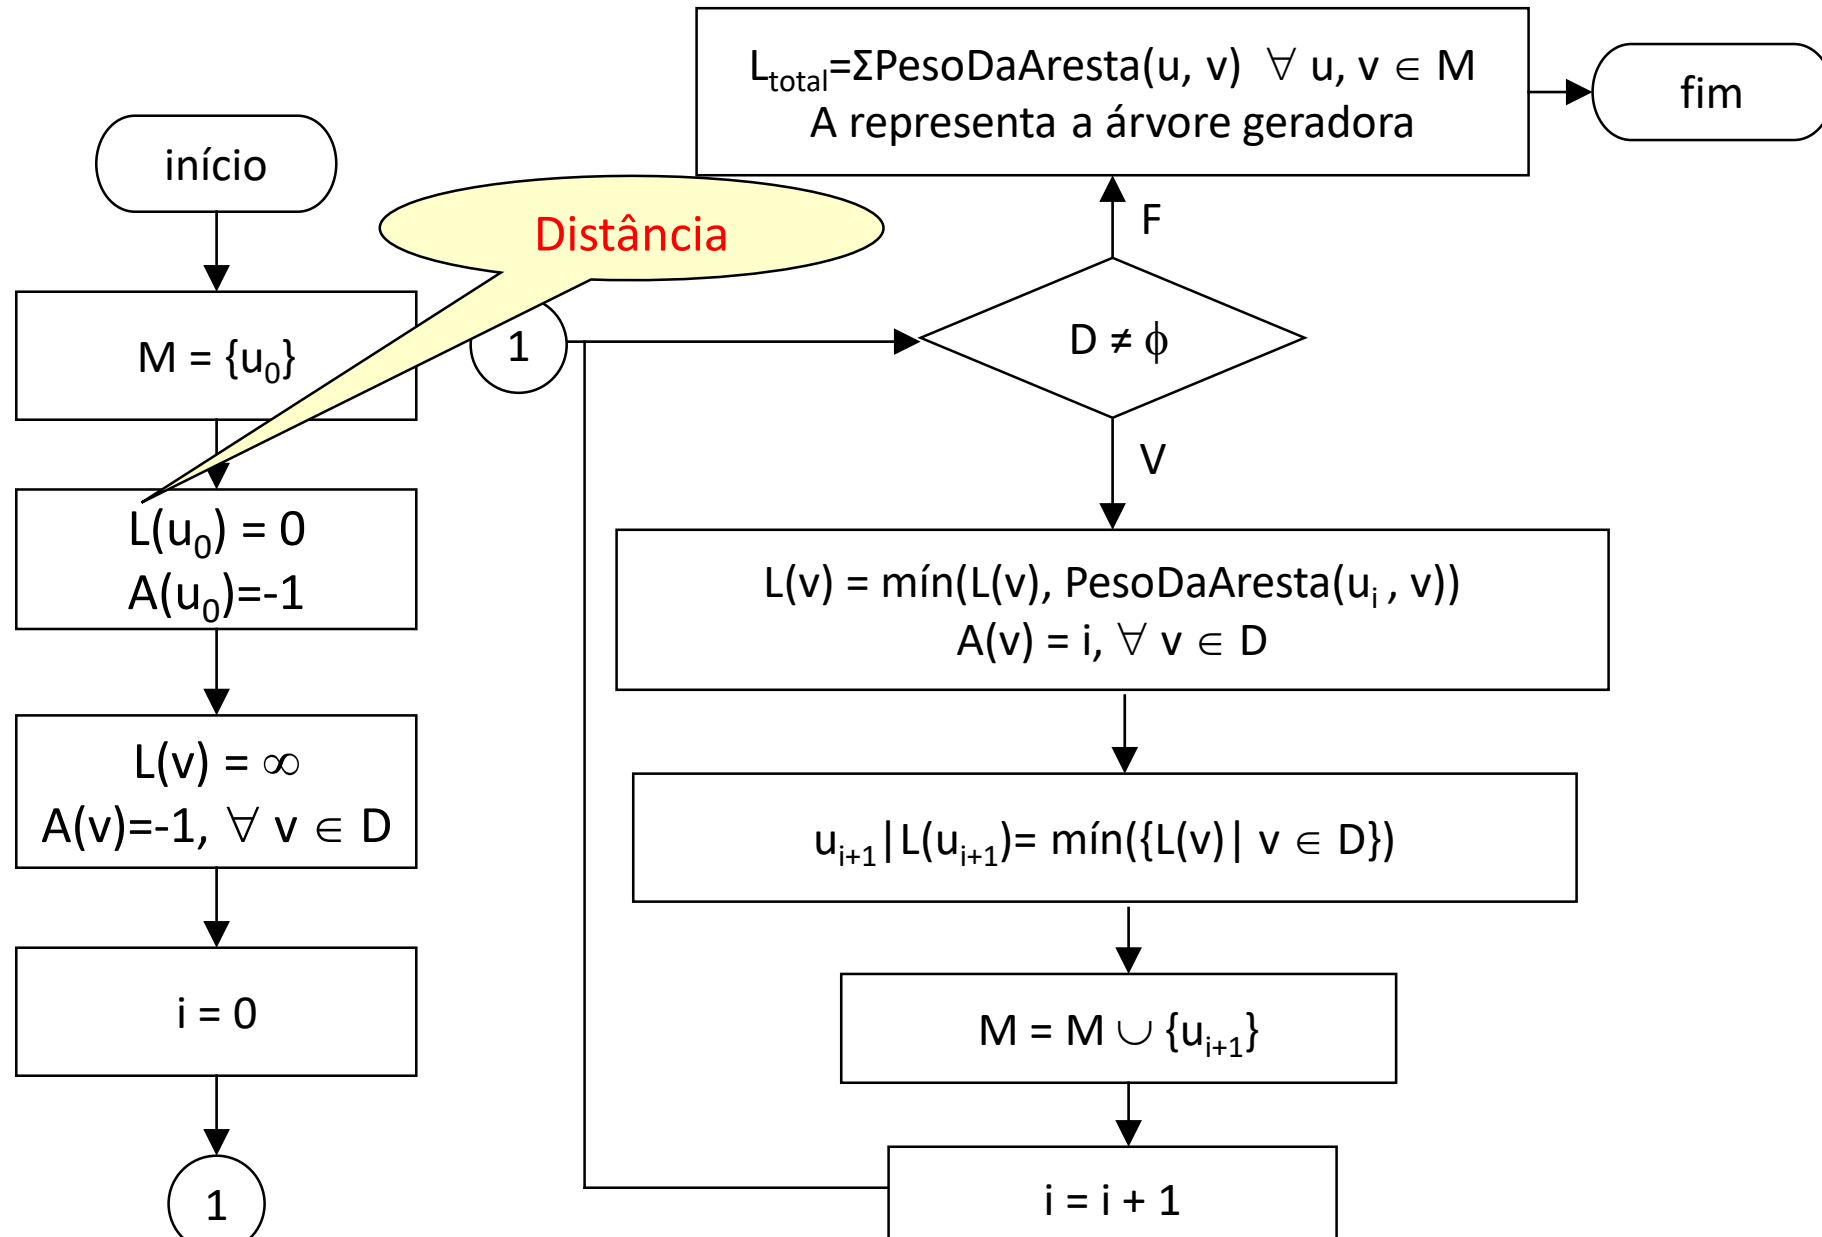 início
M = {u₀}
Distância
L(u₀) = 0
A(u₀)=-1
L(v) = ∞
A(v)=-1, ∀ v ∈ D
i = 0
1
1
D ≠ ϕ
F
V
L_total=ΣPesoDaAresta(u, v) ∀ u, v ∈ M
A representa a árvore geradora
fim
L(v) = mín(L(v), PesoDaAresta(uᵢ , v))
A(v) = i, ∀ v ∈ D
uᵢ₊₁|L(uᵢ₊₁)= mín({L(v)| v ∈ D})
M = M ∪ {uᵢ₊₁}
i = i + 1